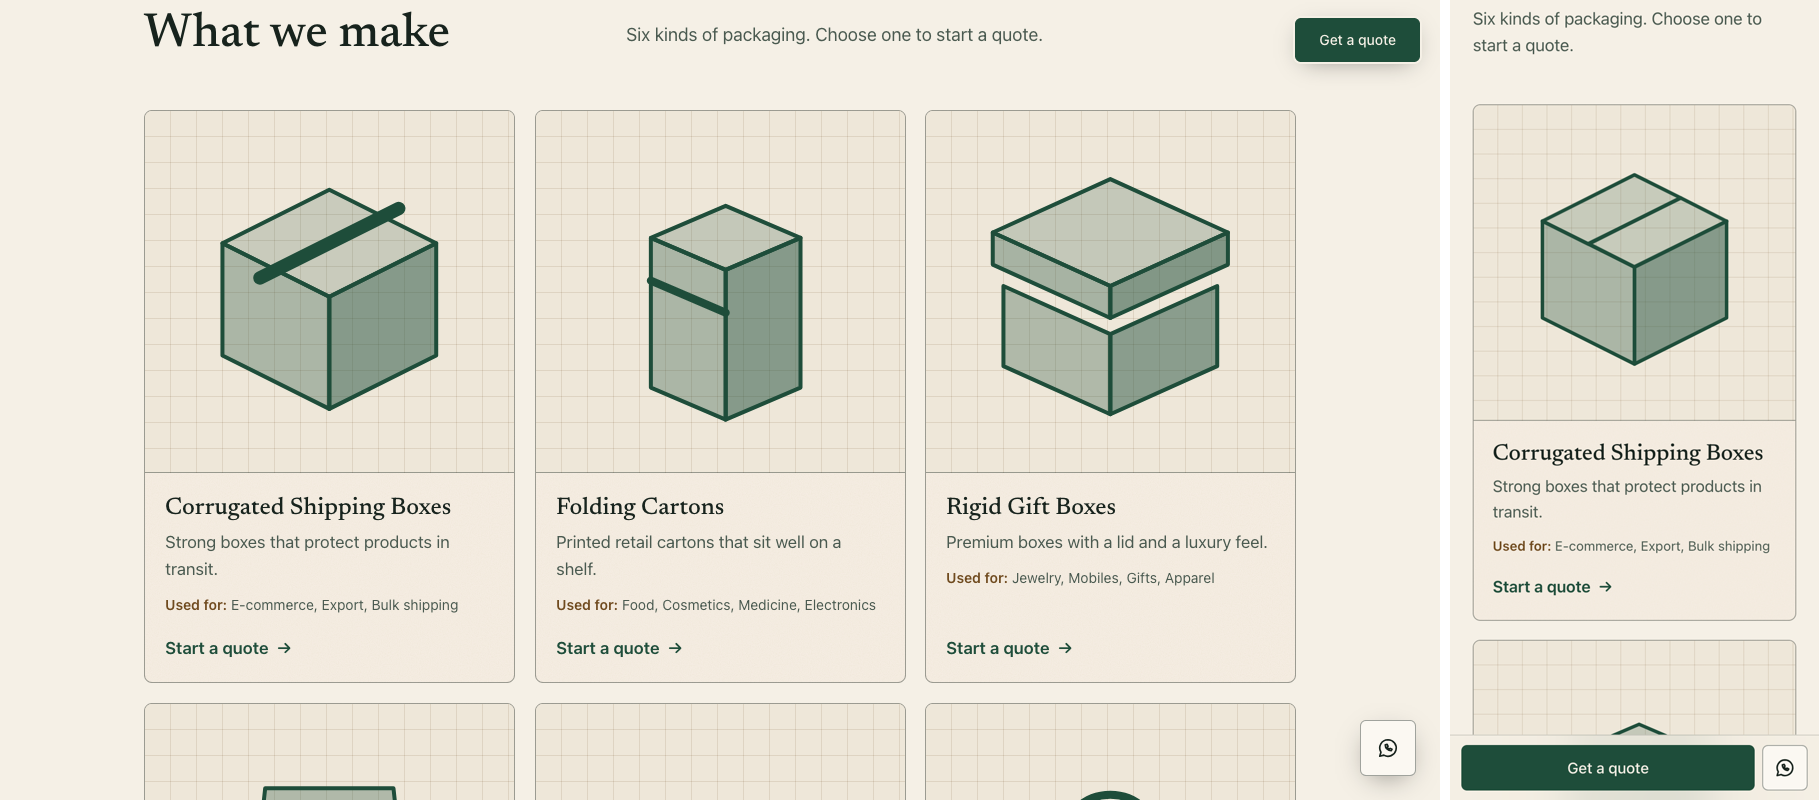 What we make
Six kinds of packaging. Choose one to start a quote.
Get a quote
Corrugated Shipping Boxes
Strong boxes that protect products in
transit.
Used for: E-commerce, Export, Bulk shipping
Start a quote →
Folding Cartons
Printed retail cartons that sit well on a
shelf.
Used for: Food, Cosmetics, Medicine, Electronics
Start a quote →
Rigid Gift Boxes
Premium boxes with a lid and a luxury feel.
Used for: Jewelry, Mobiles, Gifts, Apparel
Start a quote →
Six kinds of packaging. Choose one to
start a quote.
Corrugated Shipping Boxes
Strong boxes that protect products in
transit.
Used for: E-commerce, Export, Bulk shipping
Start a quote →
Get a quote